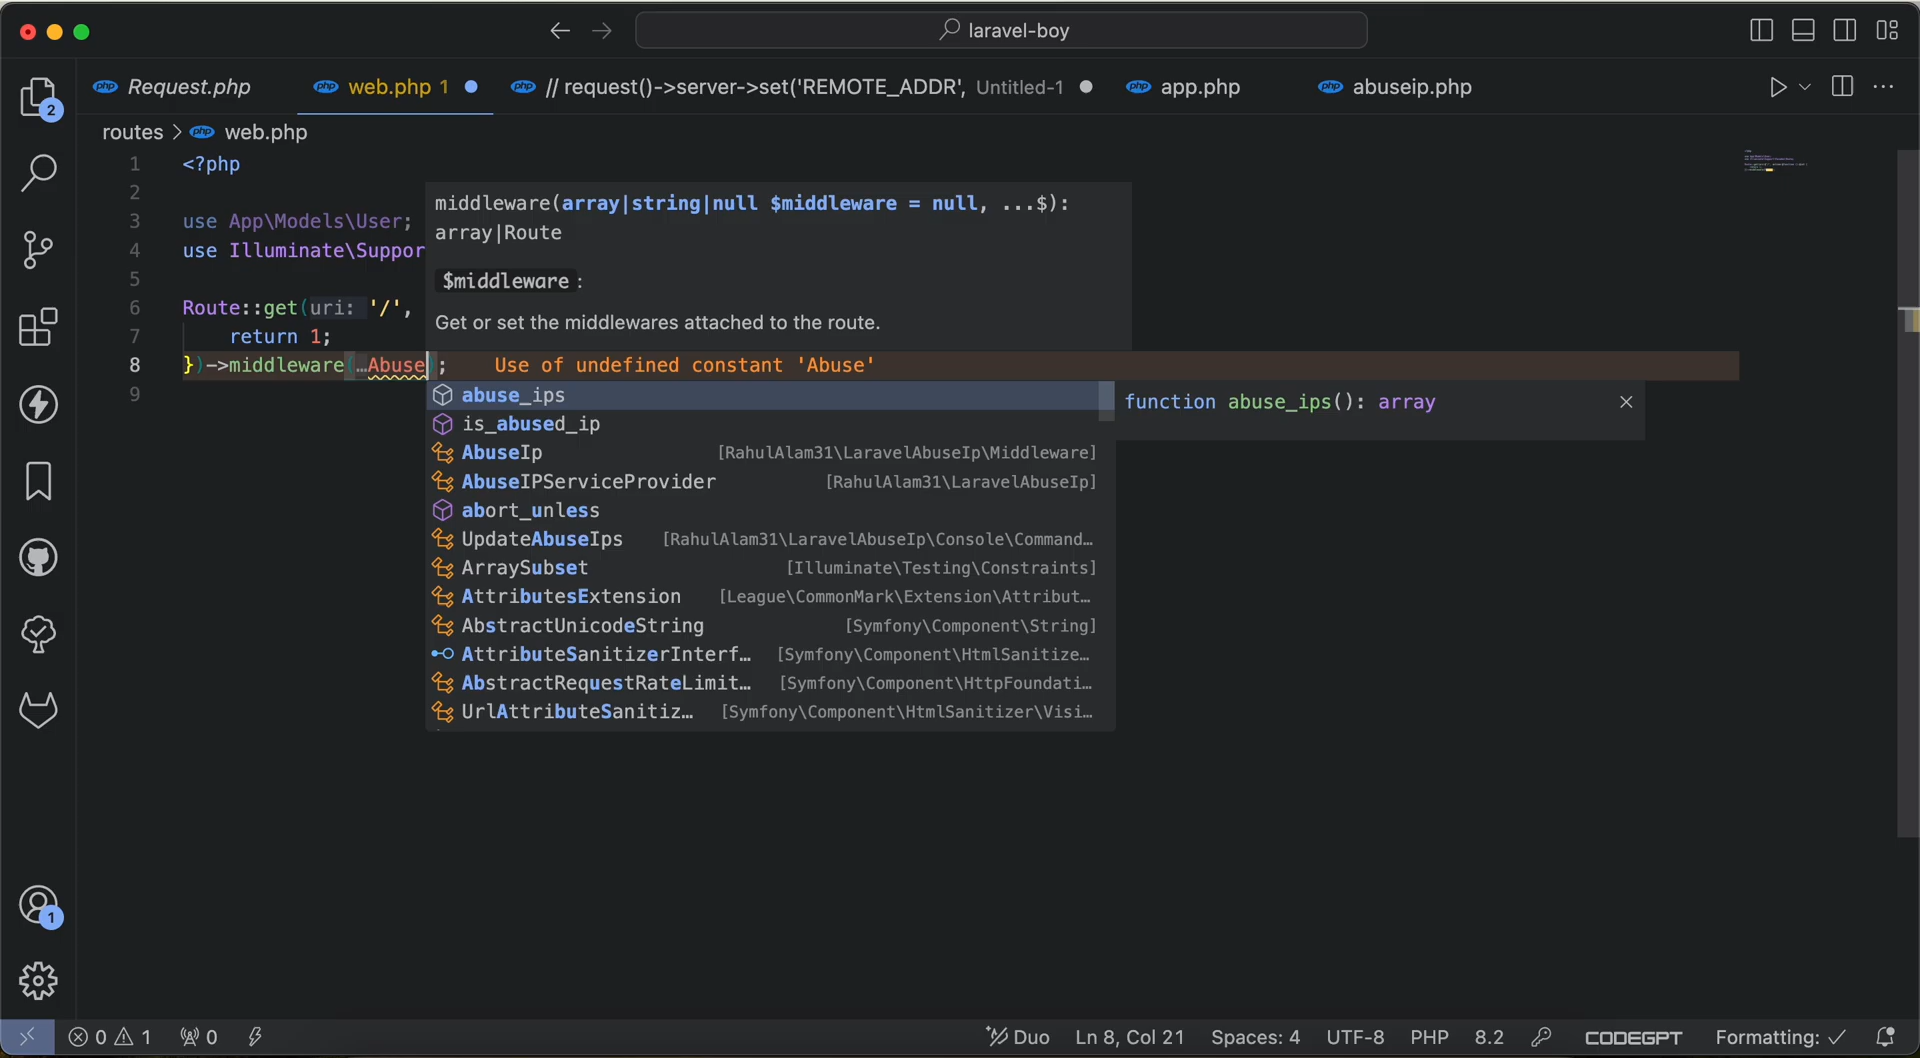 laravel-boy
Request.php
web.php 1
// request()->server->set('REMOTE_ADDR', Untitled-1
app.php
abuseip.php
2
routes > web.php
1 <?php
2
3 use App\Models\User;
4 use Illuminate\Suppor
5
6 Route::get(uri: '/',
7 return 1;
8 })->middleware(…Abuse); Use of undefined constant 'Abuse'
9
middleware(array|string|null $middleware = null, ...$):
array|Route
$middleware:
Get or set the middlewares attached to the route.
abuse_ips
function abuse_ips(): array
is_abused_ip
AbuseIp [RahulAlam31\LaravelAbuseIp\Middleware]
AbuseIPServiceProvider [RahulAlam31\LaravelAbuseIp]
abort_unless
UpdateAbuseIps [RahulAlam31\LaravelAbuseIp\Console\Command…
ArraySubset [Illuminate\Testing\Constraints]
AttributesExtension [League\CommonMark\Extension\Attribut…
AbstractUnicodeString [Symfony\Component\String]
AttributeSanitizerInterf… [Symfony\Component\HtmlSanitize…
AbstractRequestRateLimit… [Symfony\Component\HttpFoundati…
UrlAttributeSanitiz… [Symfony\Component\HtmlSanitizer\Visi…
1
0 1 0
Duo
Ln 8, Col 21
Spaces: 4
UTF-8
PHP
8.2
CODEGPT
Formatting: ✓